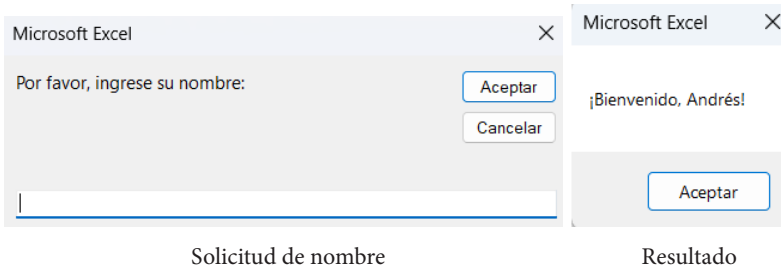 Microsoft Excel
Por favor, ingrese su nombre:
Aceptar
Cancelar
Microsoft Excel
¡Bienvenido, Andrés!
Aceptar
Solicitud de nombre
Resultado